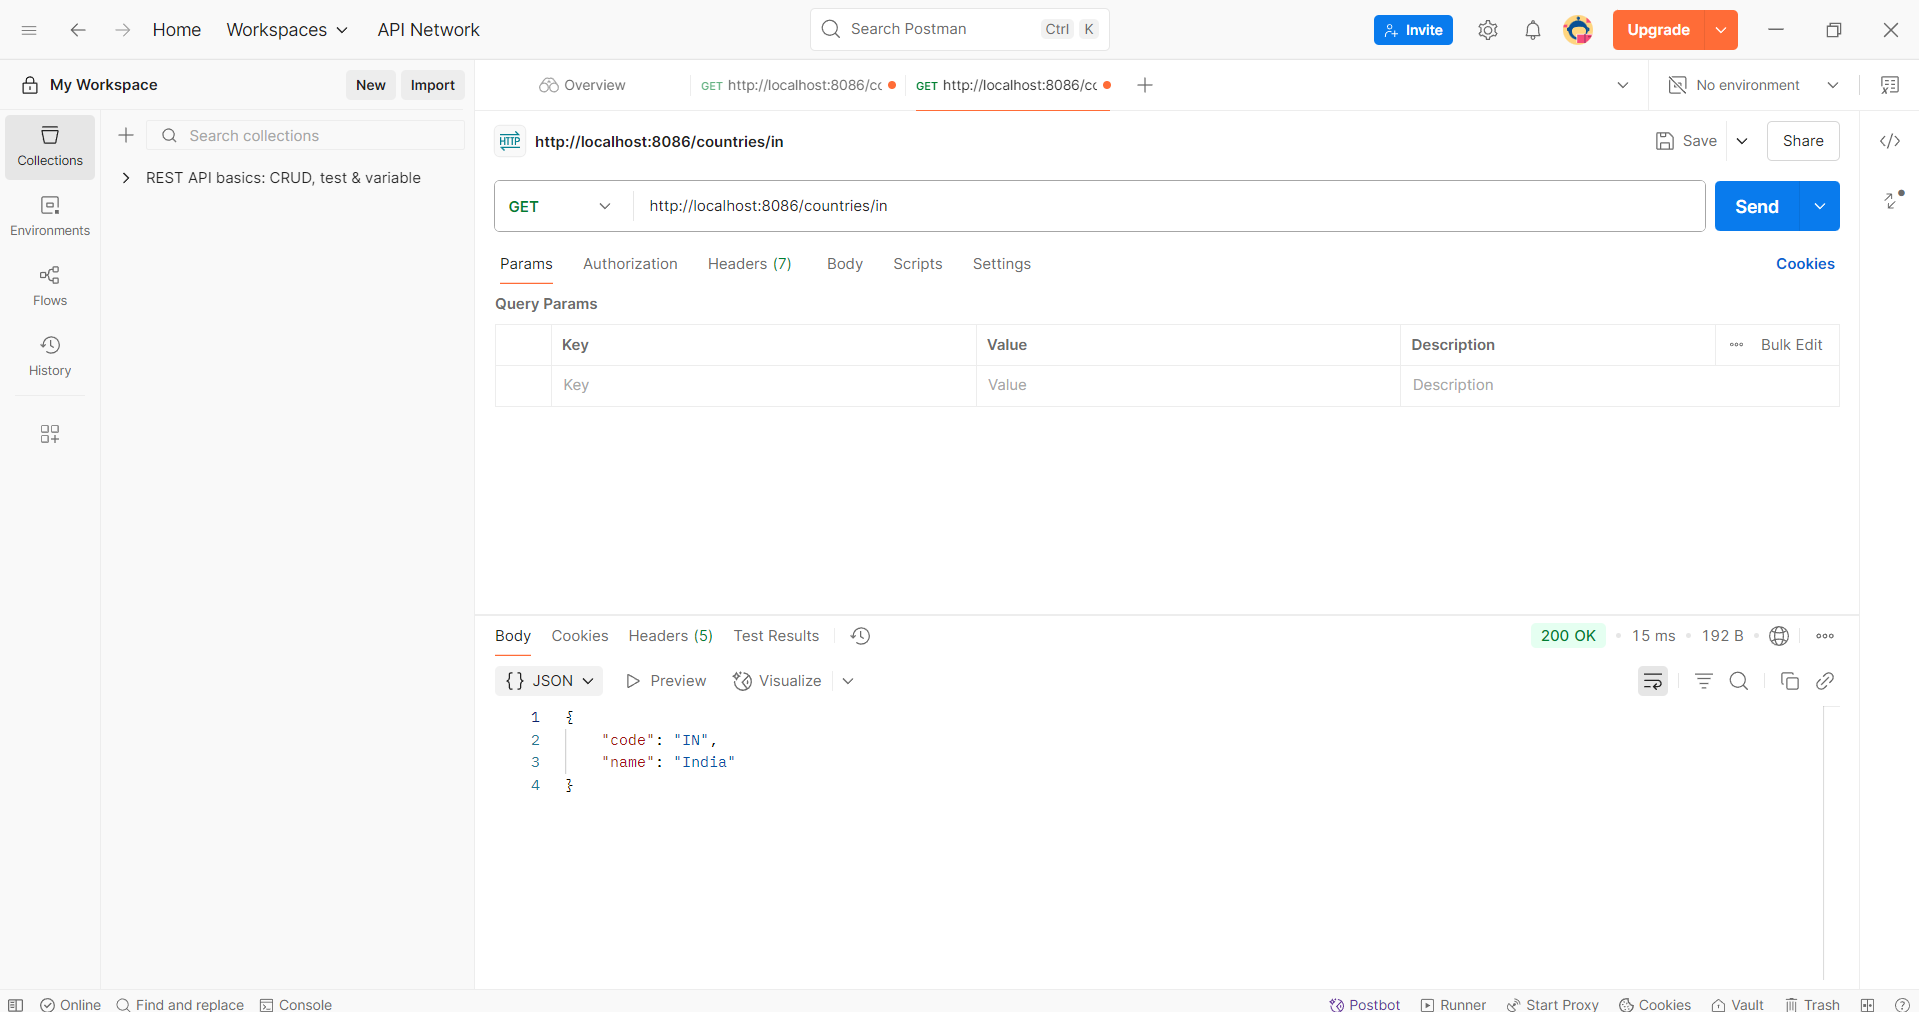 Home Workspaces API Network Search Postman Ctrl K Invite Upgrade
My Workspace New Import Overview GET http://localhost:8086/cc GET http://localhost:8086/cc No environment
Collections
Search collections
REST API basics: CRUD, test & variable
Environments
Flows
History
HTTP http://localhost:8086/countries/in Save Share
GET http://localhost:8086/countries/in Send
Params Authorization Headers (7) Body Scripts Settings Cookies
Query Params
Key Value Description Bulk Edit
Key Value Description
Body Cookies Headers (5) Test Results 200 OK 15 ms 192 B
{} JSON Preview Visualize
1 {
2 "code": "IN",
3 "name": "India"
4 }
Online Find and replace Console Postbot Runner Start Proxy Cookies Vault Trash